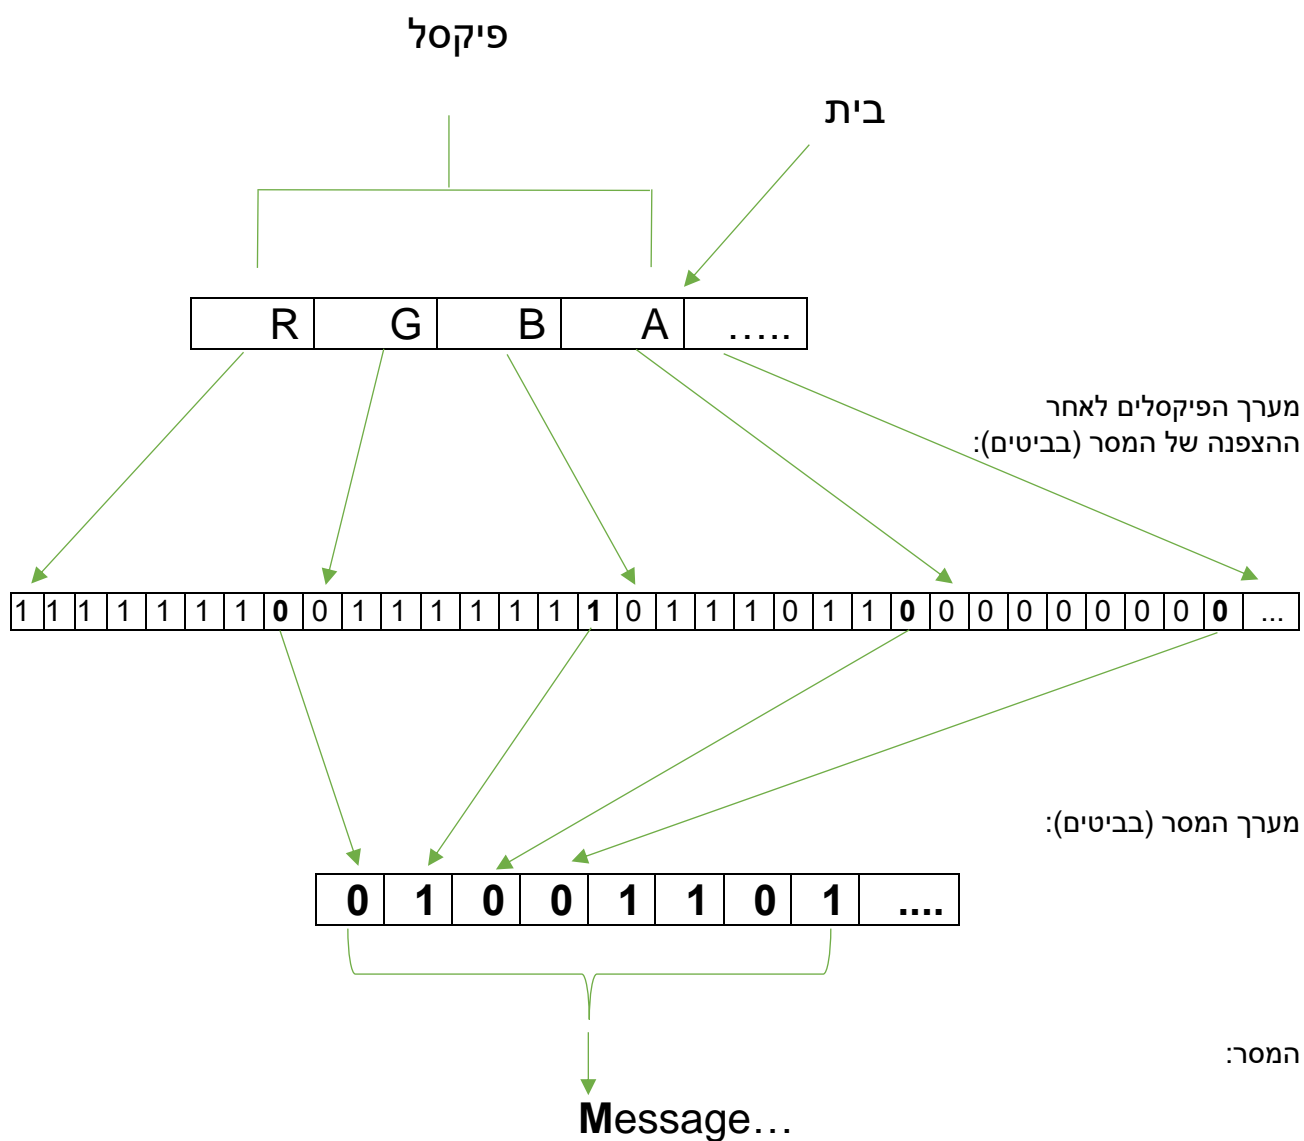 פיקסל
בית
R G B A .....
מערך הפיקסלים לאחר
ההצפנה של המסר (בביטים):
1 1 1 1 1 1 1 0 0 1 1 1 1 1 1 1 0 1 1 1 0 1 1 0 0 0 0 0 0 0 0 0 ...
מערך המסר (בביטים):
0 1 0 0 1 1 0 1 ....
המסר:
Message...